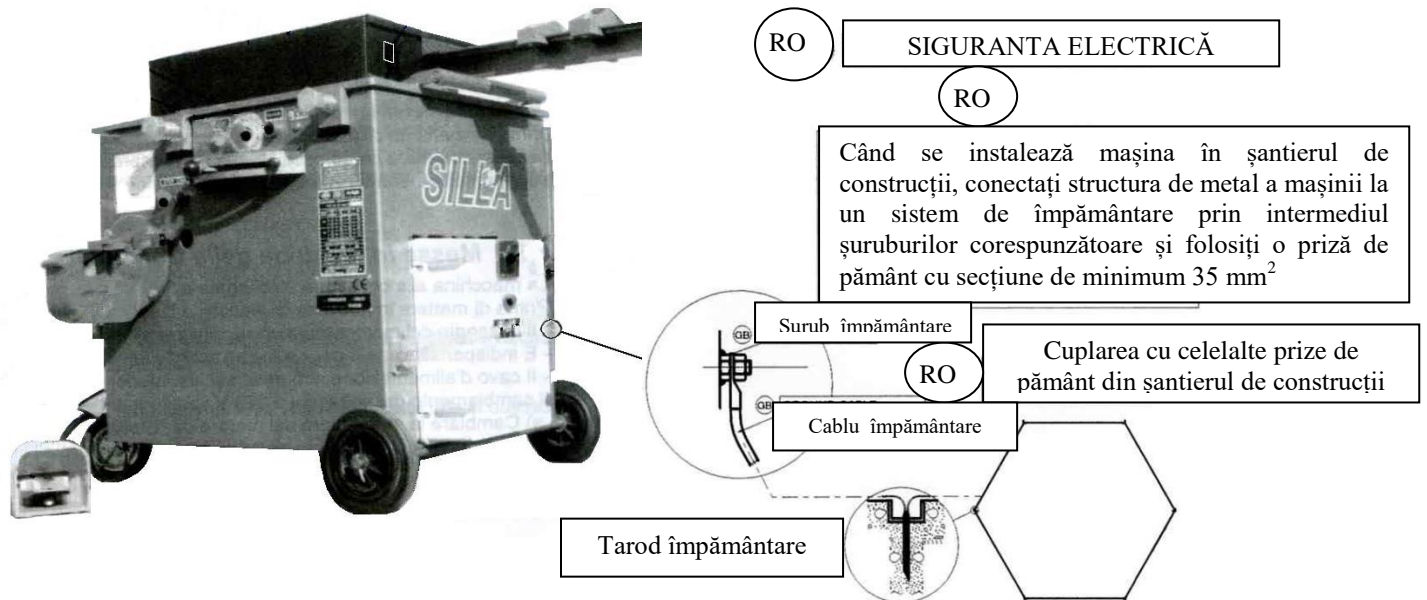 RO
SIGURANTA ELECTRICĂ
RO
Când se instalează mașina în șantierul de
construcții, conectați structura de metal a mașinii la
un sistem de împământare prin intermediul
șuruburilor corespunzătoare și folosiți o priză de
pământ cu secțiune de minimum 35 mm²
SILLA
GB
Surub împământare
RO
Cuplarea cu celelalte prize de
pământ din șantierul de construcții
GB
Cablu împământare
Tarod împământare